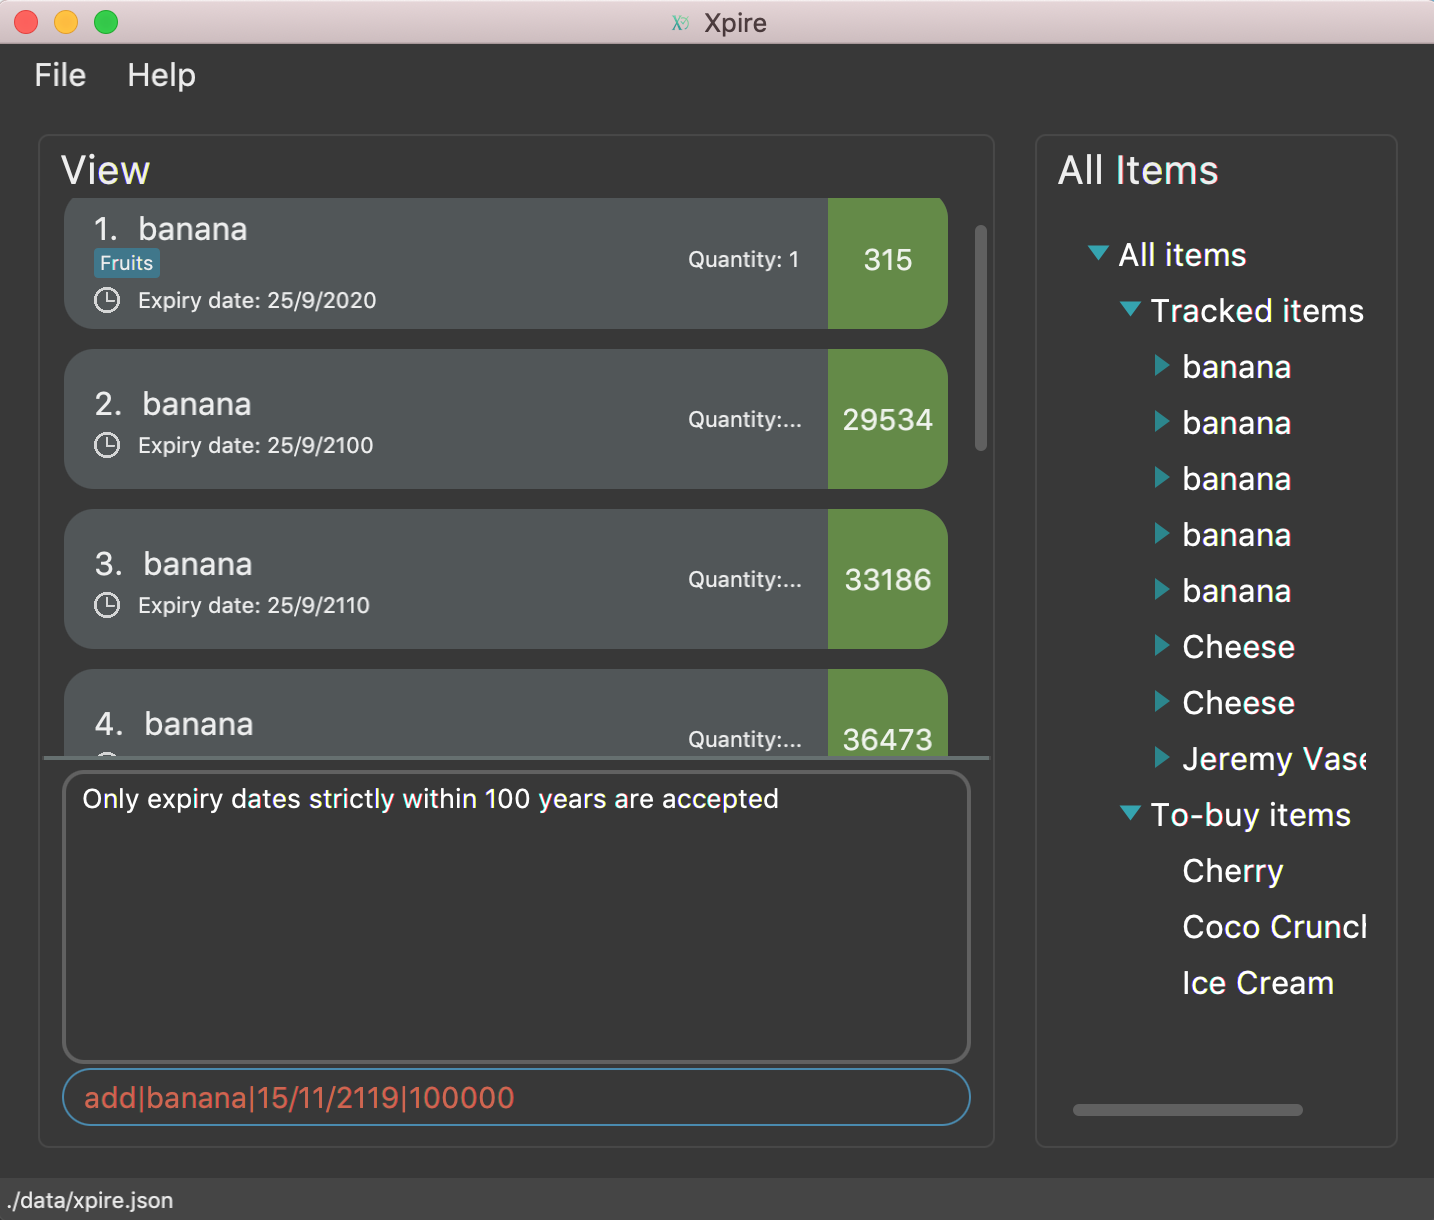 Xpire
File Help
View
1. banana
Fruits
Expiry date: 25/9/2020
Quantity: 1
315
2. banana
Expiry date: 25/9/2100
Quantity:...
29534
3. banana
Expiry date: 25/9/2110
Quantity:...
33186
4. banana
Quantity:...
36473
Only expiry dates strictly within 100 years are accepted
add|banana|15/11/2119|100000
All Items
All items
Tracked items
banana
banana
banana
banana
banana
Cheese
Cheese
Jeremy Vase
To-buy items
Cherry
Coco Crunch
Ice Cream
./data/xpire.json